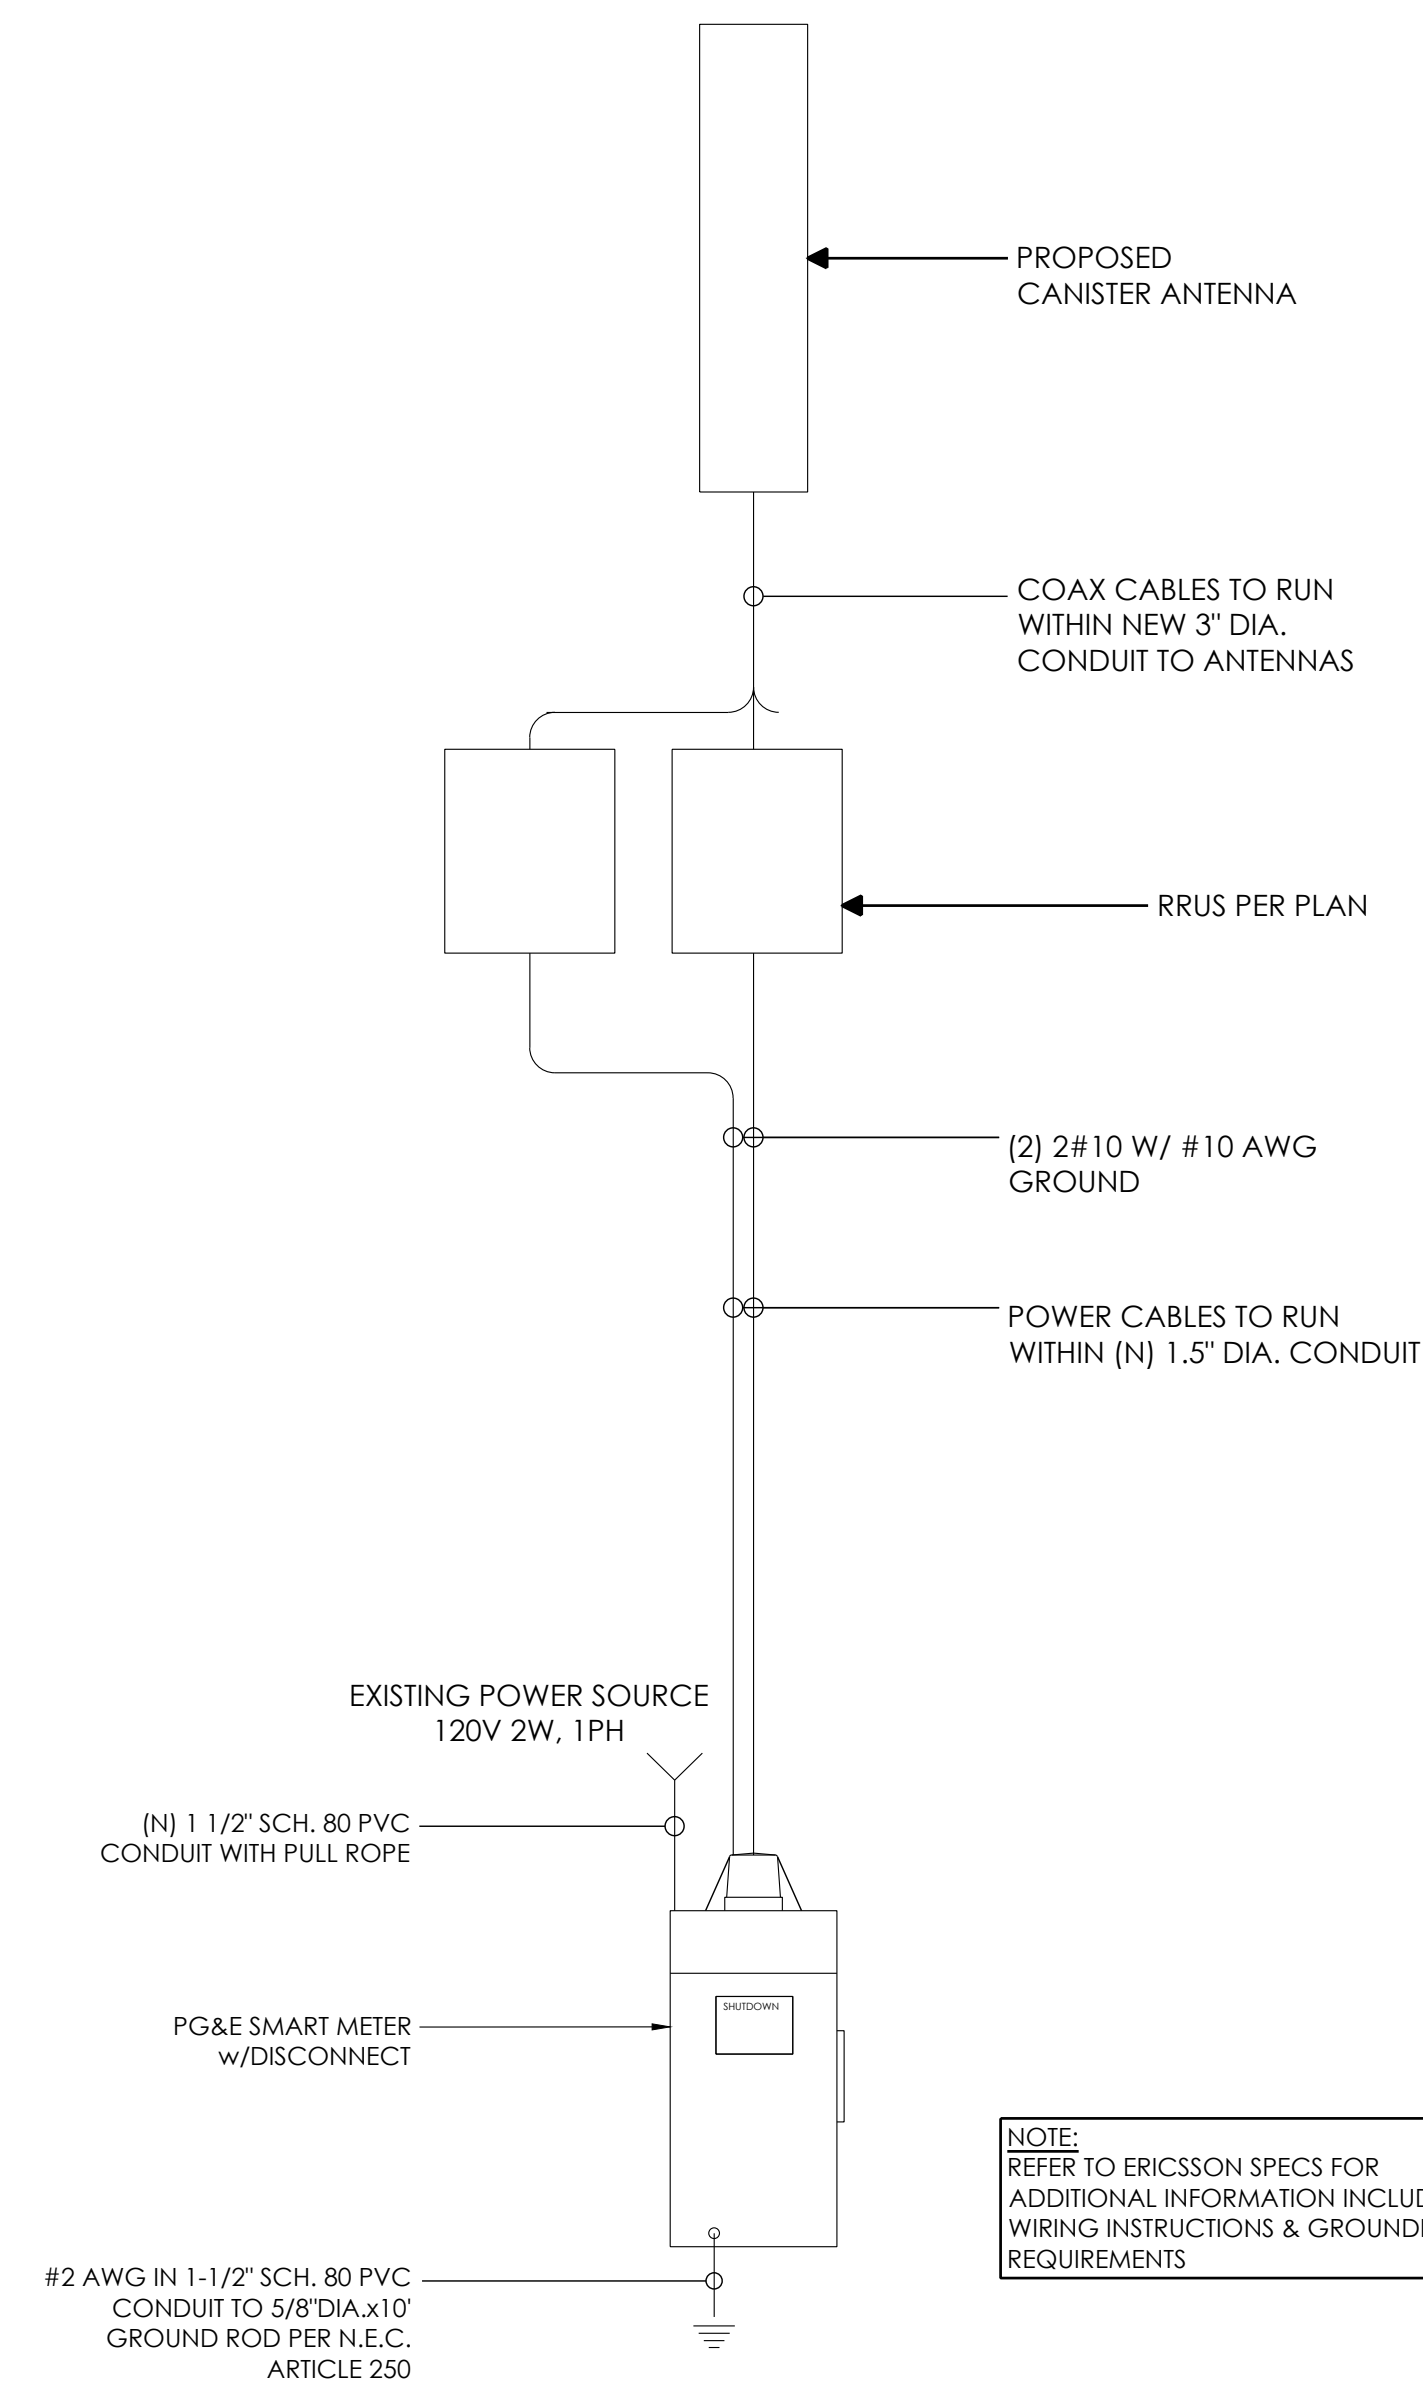 PROPOSED
CANISTER ANTENNA
COAX CABLES TO RUN
WITHIN NEW 3" DIA.
CONDUIT TO ANTENNAS
RRUS PER PLAN
(2) 2#10 W/ #10 AWG
GROUND
POWER CABLES TO RUN
WITHIN (N) 1.5" DIA. CONDUIT
EXISTING POWER SOURCE
120V 2W, 1PH
(N) 1 1/2" SCH. 80 PVC
CONDUIT WITH PULL ROPE
SHUTDOWN
PG&E SMART METER
w/DISCONNECT
NOTE:
REFER TO ERICSSON SPECS FOR
ADDITIONAL INFORMATION
WIRING INSTRUCTIONS &
REQUIREMENTS
#2 AWG IN 1-1/2" SCH. 80 PVC
CONDUIT TO 5/8"DIA.x10'
GROUND ROD PER N.E.C.
ARTICLE 250